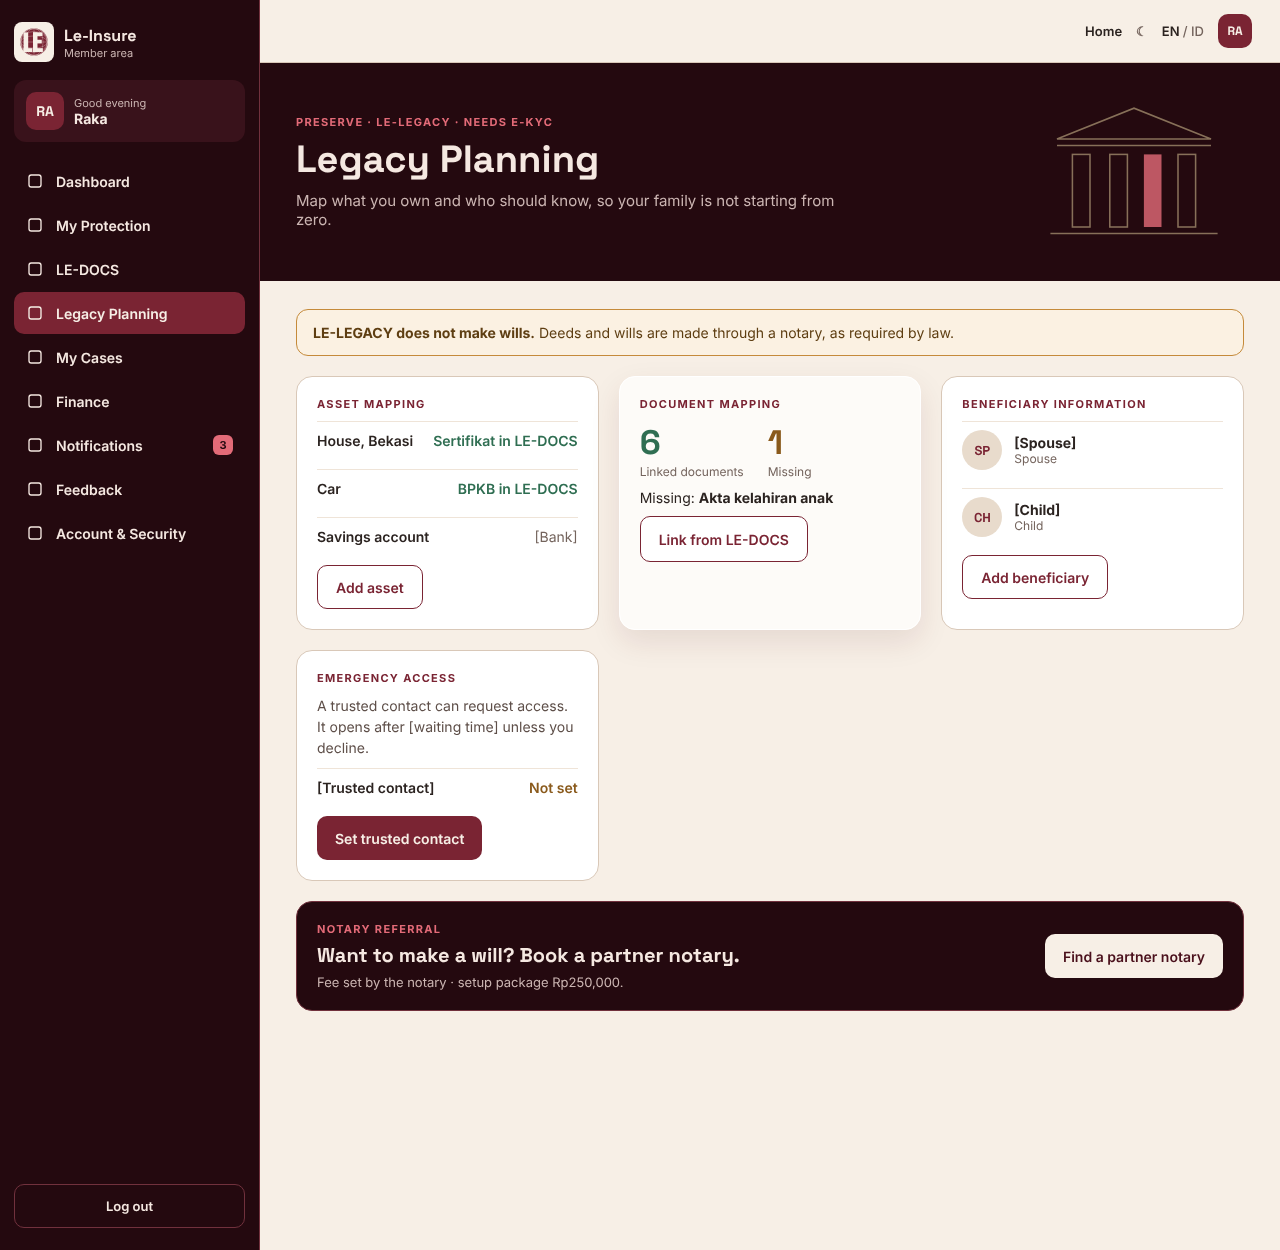 LE
Le-Insure
Member area
RA
Good evening
Raka
Dashboard
My Protection
LE-DOCS
Legacy Planning
My Cases
Finance
Notifications
3
Feedback
Account & Security
Log out
Home
EN / ID
RA
PRESERVE · LE-LEGACY · NEEDS E-KYC
Legacy Planning
Map what you own and who should know, so your family is not starting from
zero.
LE-LEGACY does not make wills. Deeds and wills are made through a notary, as required by law.
ASSET MAPPING
House, Bekasi Sertifikat in LE-DOCS
Car BPKB in LE-DOCS
Savings account [Bank]
Add asset
DOCUMENT MAPPING
6 1
Linked documents Missing
Missing: Akta kelahiran anak
Link from LE-DOCS
BENEFICIARY INFORMATION
SP
[Spouse]
Spouse
CH
[Child]
Child
Add beneficiary
EMERGENCY ACCESS
A trusted contact can request access.
It opens after [waiting time] unless you
decline.
[Trusted contact] Not set
Set trusted contact
NOTARY REFERRAL
Want to make a will? Book a partner notary.
Fee set by the notary · setup package Rp250,000.
Find a partner notary